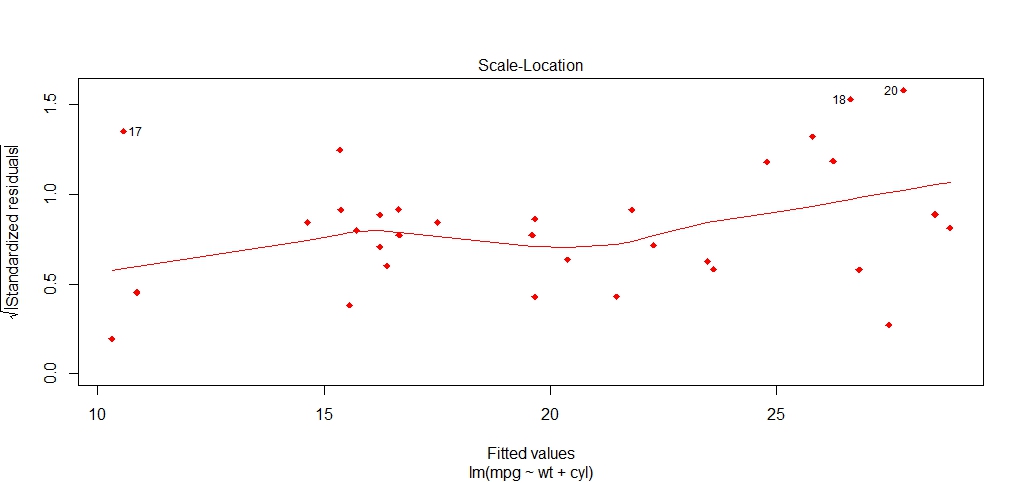 Scale-Location
√|Standardized residuals|
1.5
1.0
0.5
0.0
17
18
20
10 15 20 25
Fitted values
lm(mpg ~ wt + cyl)